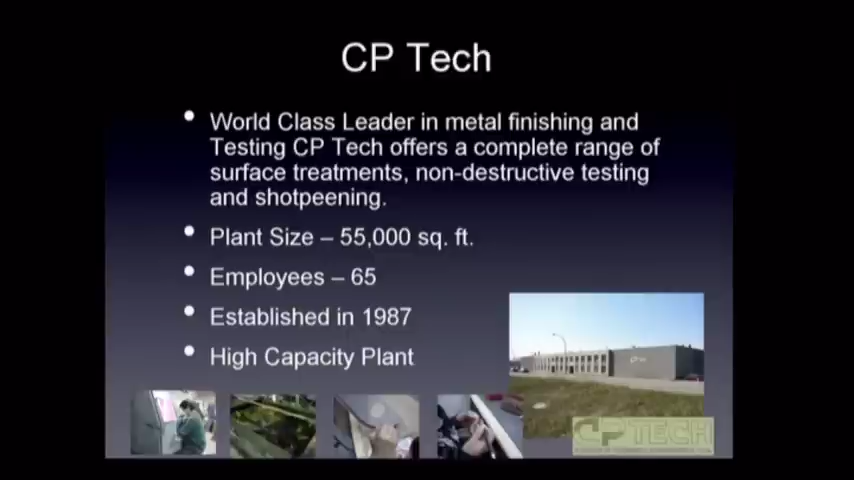 CP Tech
• World Class Leader in metal finishing and
Testing CP Tech offers a complete range of
surface treatments, non-destructive testing
and shotpeening.
• Plant Size – 55,000 sq. ft.
• Employees – 65
• Established in 1987
• High Capacity Plant
CP TECH